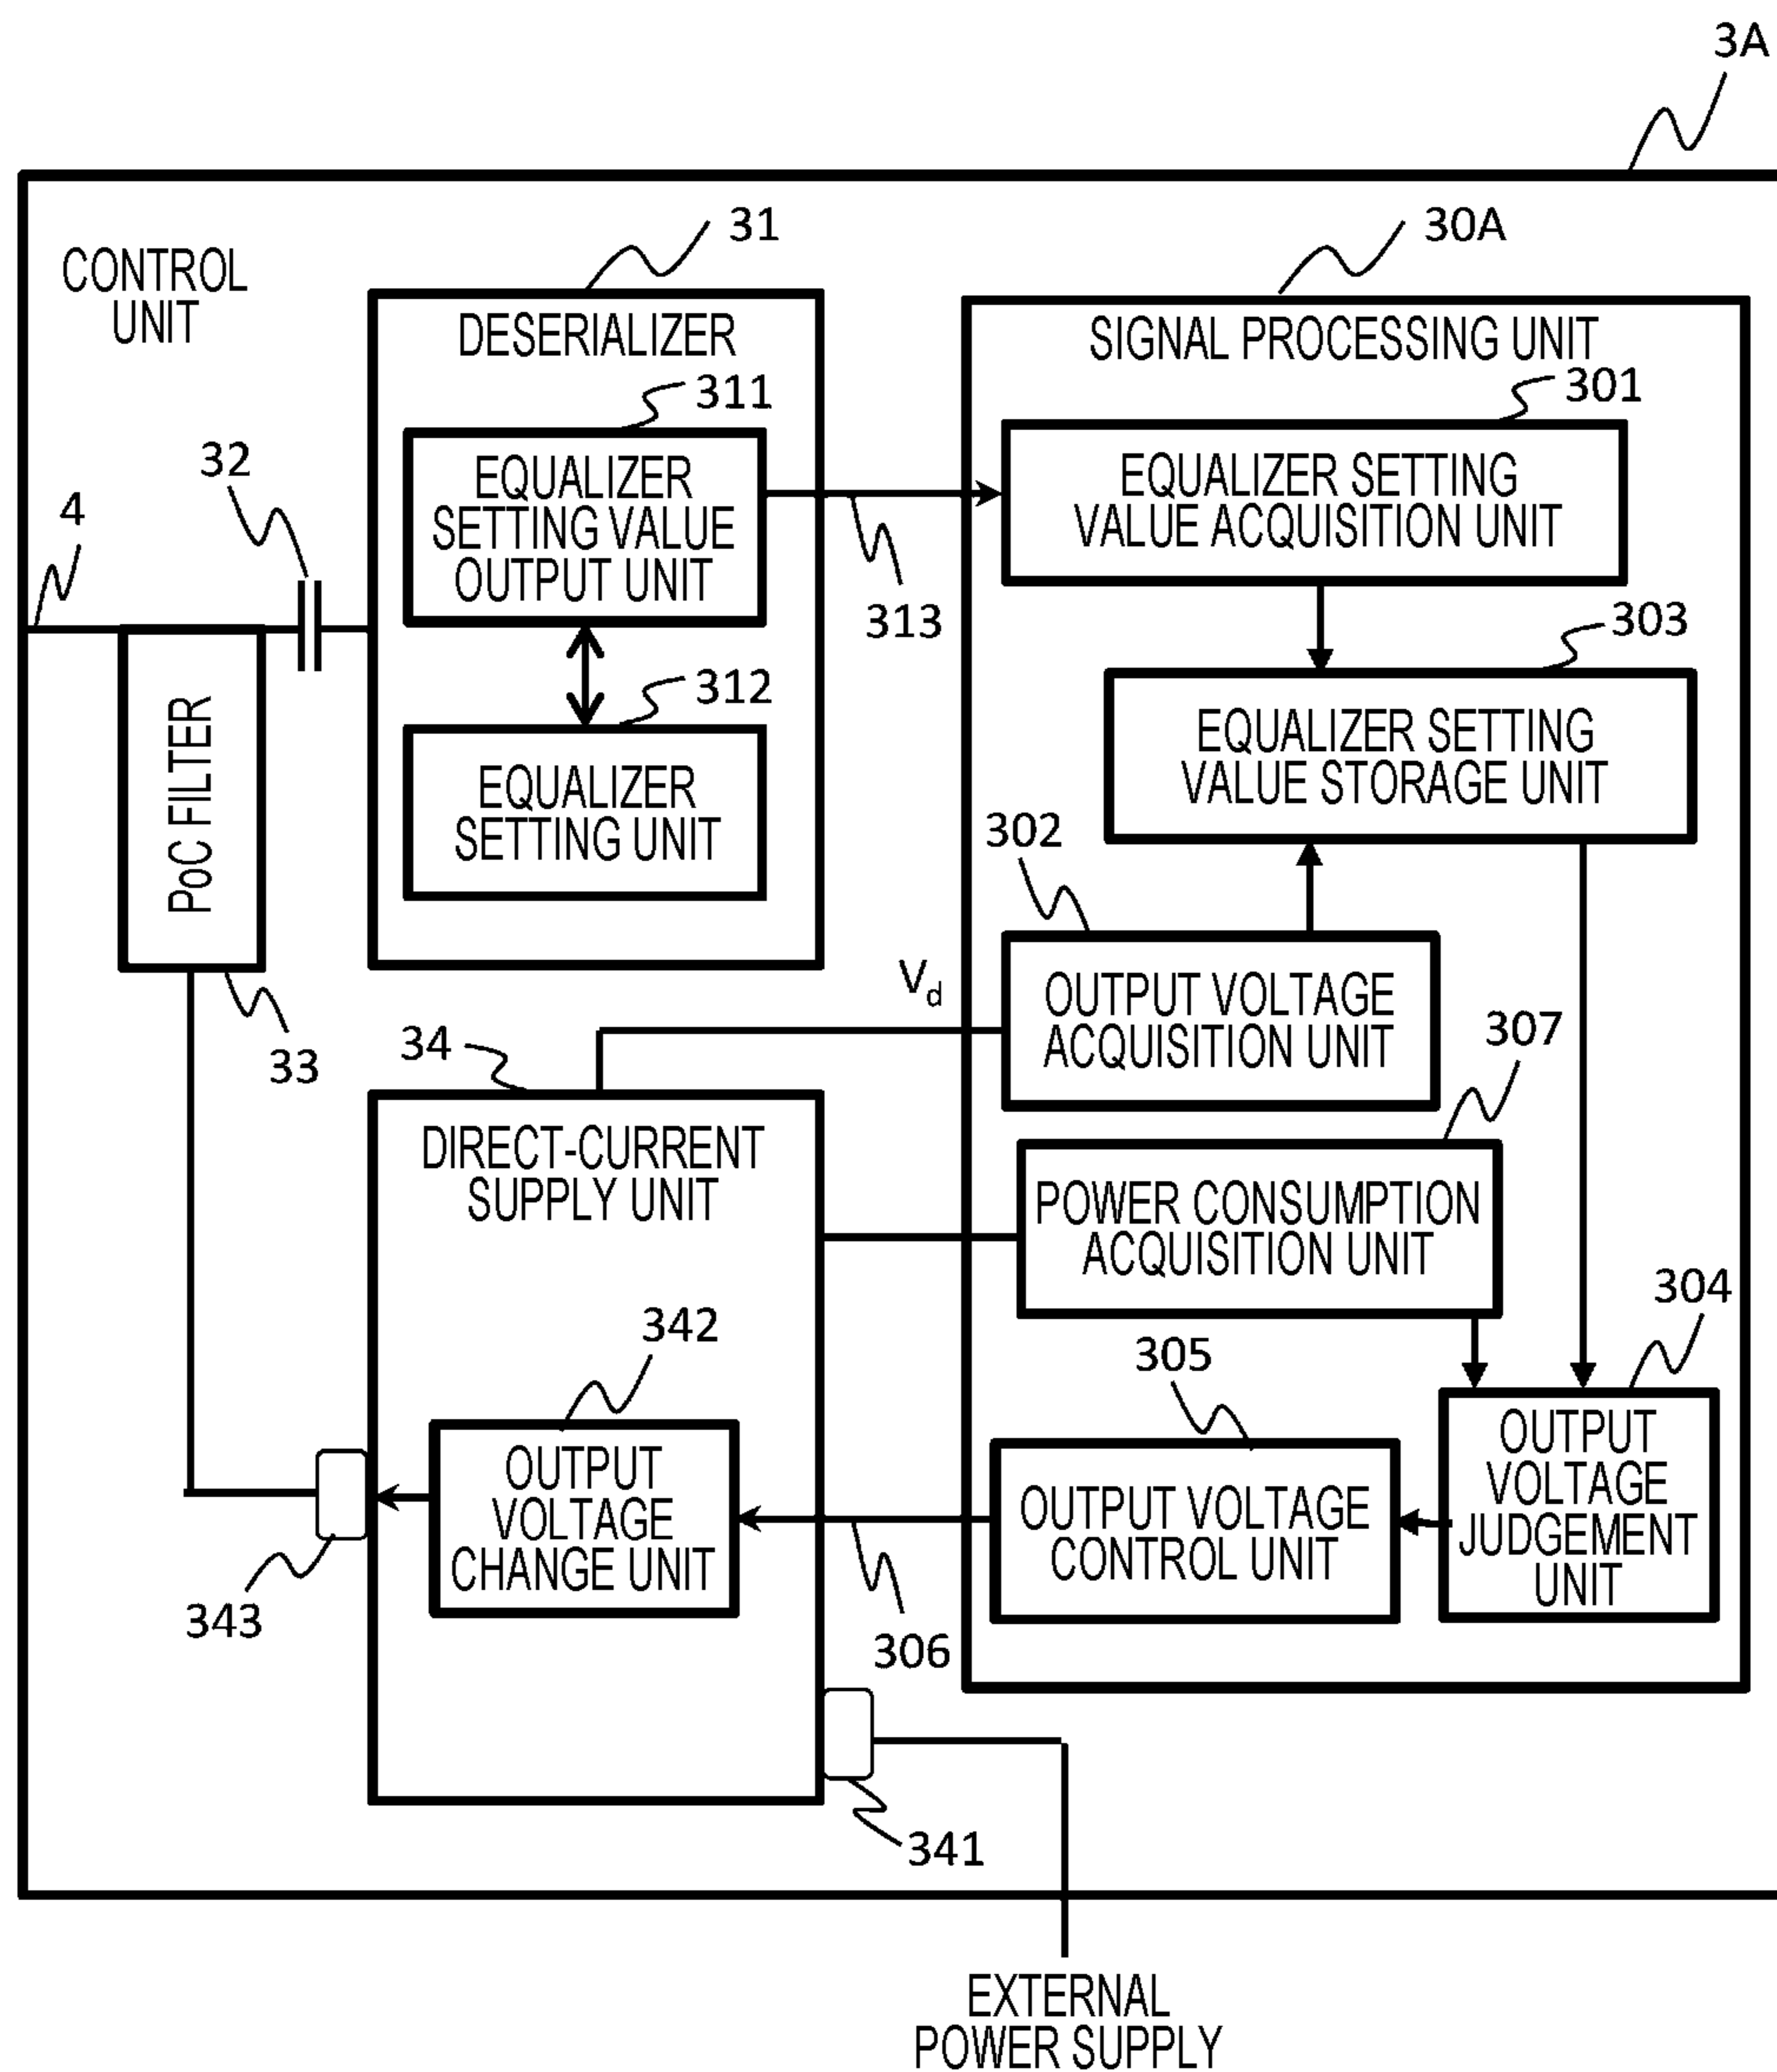 3A
CONTROL
UNIT
31
30A
DESERIALIZER
SIGNAL PROCESSING UNIT
311
301
EQUALIZER
SETTING VALUE
OUTPUT UNIT
EQUALIZER SETTING
VALUE ACQUISITION UNIT
32
4
313
303
312
EQUALIZER SETTING
VALUE STORAGE UNIT
PoC FILTER
EQUALIZER
SETTING UNIT
302
Vd
OUTPUT VOLTAGE
ACQUISITION UNIT
33
34
307
DIRECT-CURRENT
SUPPLY UNIT
POWER CONSUMPTION
ACQUISITION UNIT
304
342
305
OUTPUT
VOLTAGE
CHANGE UNIT
OUTPUT VOLTAGE
CONTROL UNIT
OUTPUT
VOLTAGE
JUDGEMENT
UNIT
343
306
341
EXTERNAL
POWER SUPPLY